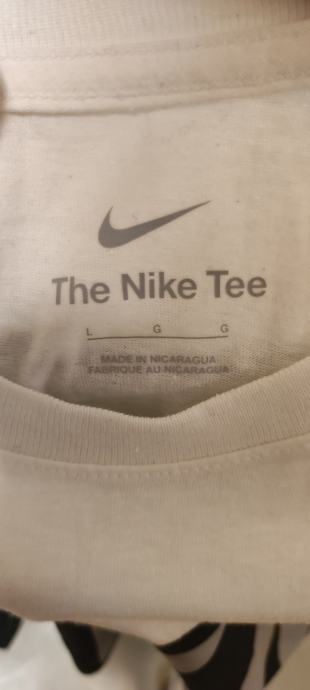 The Nike Tee
L G G
MADE IN NICARAGUA
FABRIQUE AU NICARAGUA